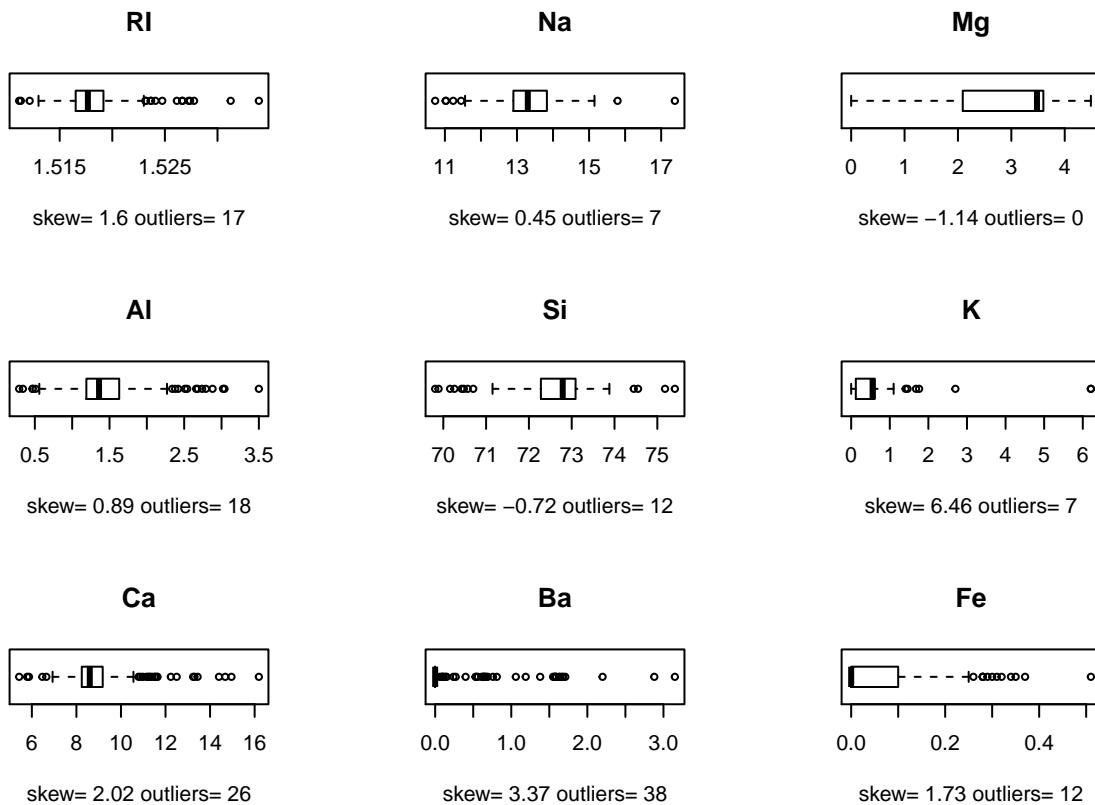 RI Na Mg
1.515 1.525 11 13 15 17 0 1 2 3 4
skew= 1.6 outliers= 17 skew= 0.45 outliers= 7 skew= −1.14 outliers= 0
Al Si K
0.5 1.5 2.5 3.5 70 71 72 73 74 75 0 1 2 3 4 5 6
skew= 0.89 outliers= 18 skew= −0.72 outliers= 12 skew= 6.46 outliers= 7
Ca Ba Fe
6 8 10 12 14 16 0.0 1.0 2.0 3.0 0.0 0.2 0.4
skew= 2.02 outliers= 26 skew= 3.37 outliers= 38 skew= 1.73 outliers= 12